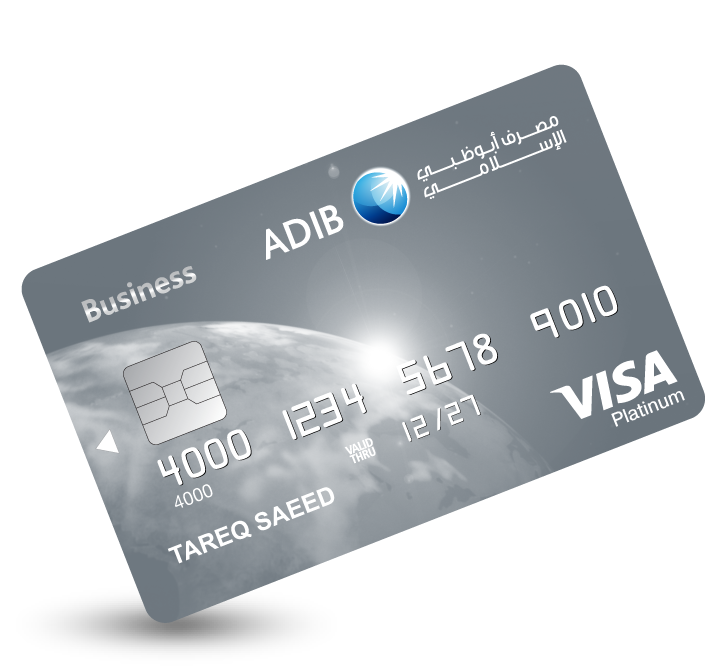 مصرف أبوظبي
الإسلامي
ADIB
Business
4000 1234 5678 9010
4000
VALID
THRU
12/27
TAREQ SAEED
VISA
Platinum